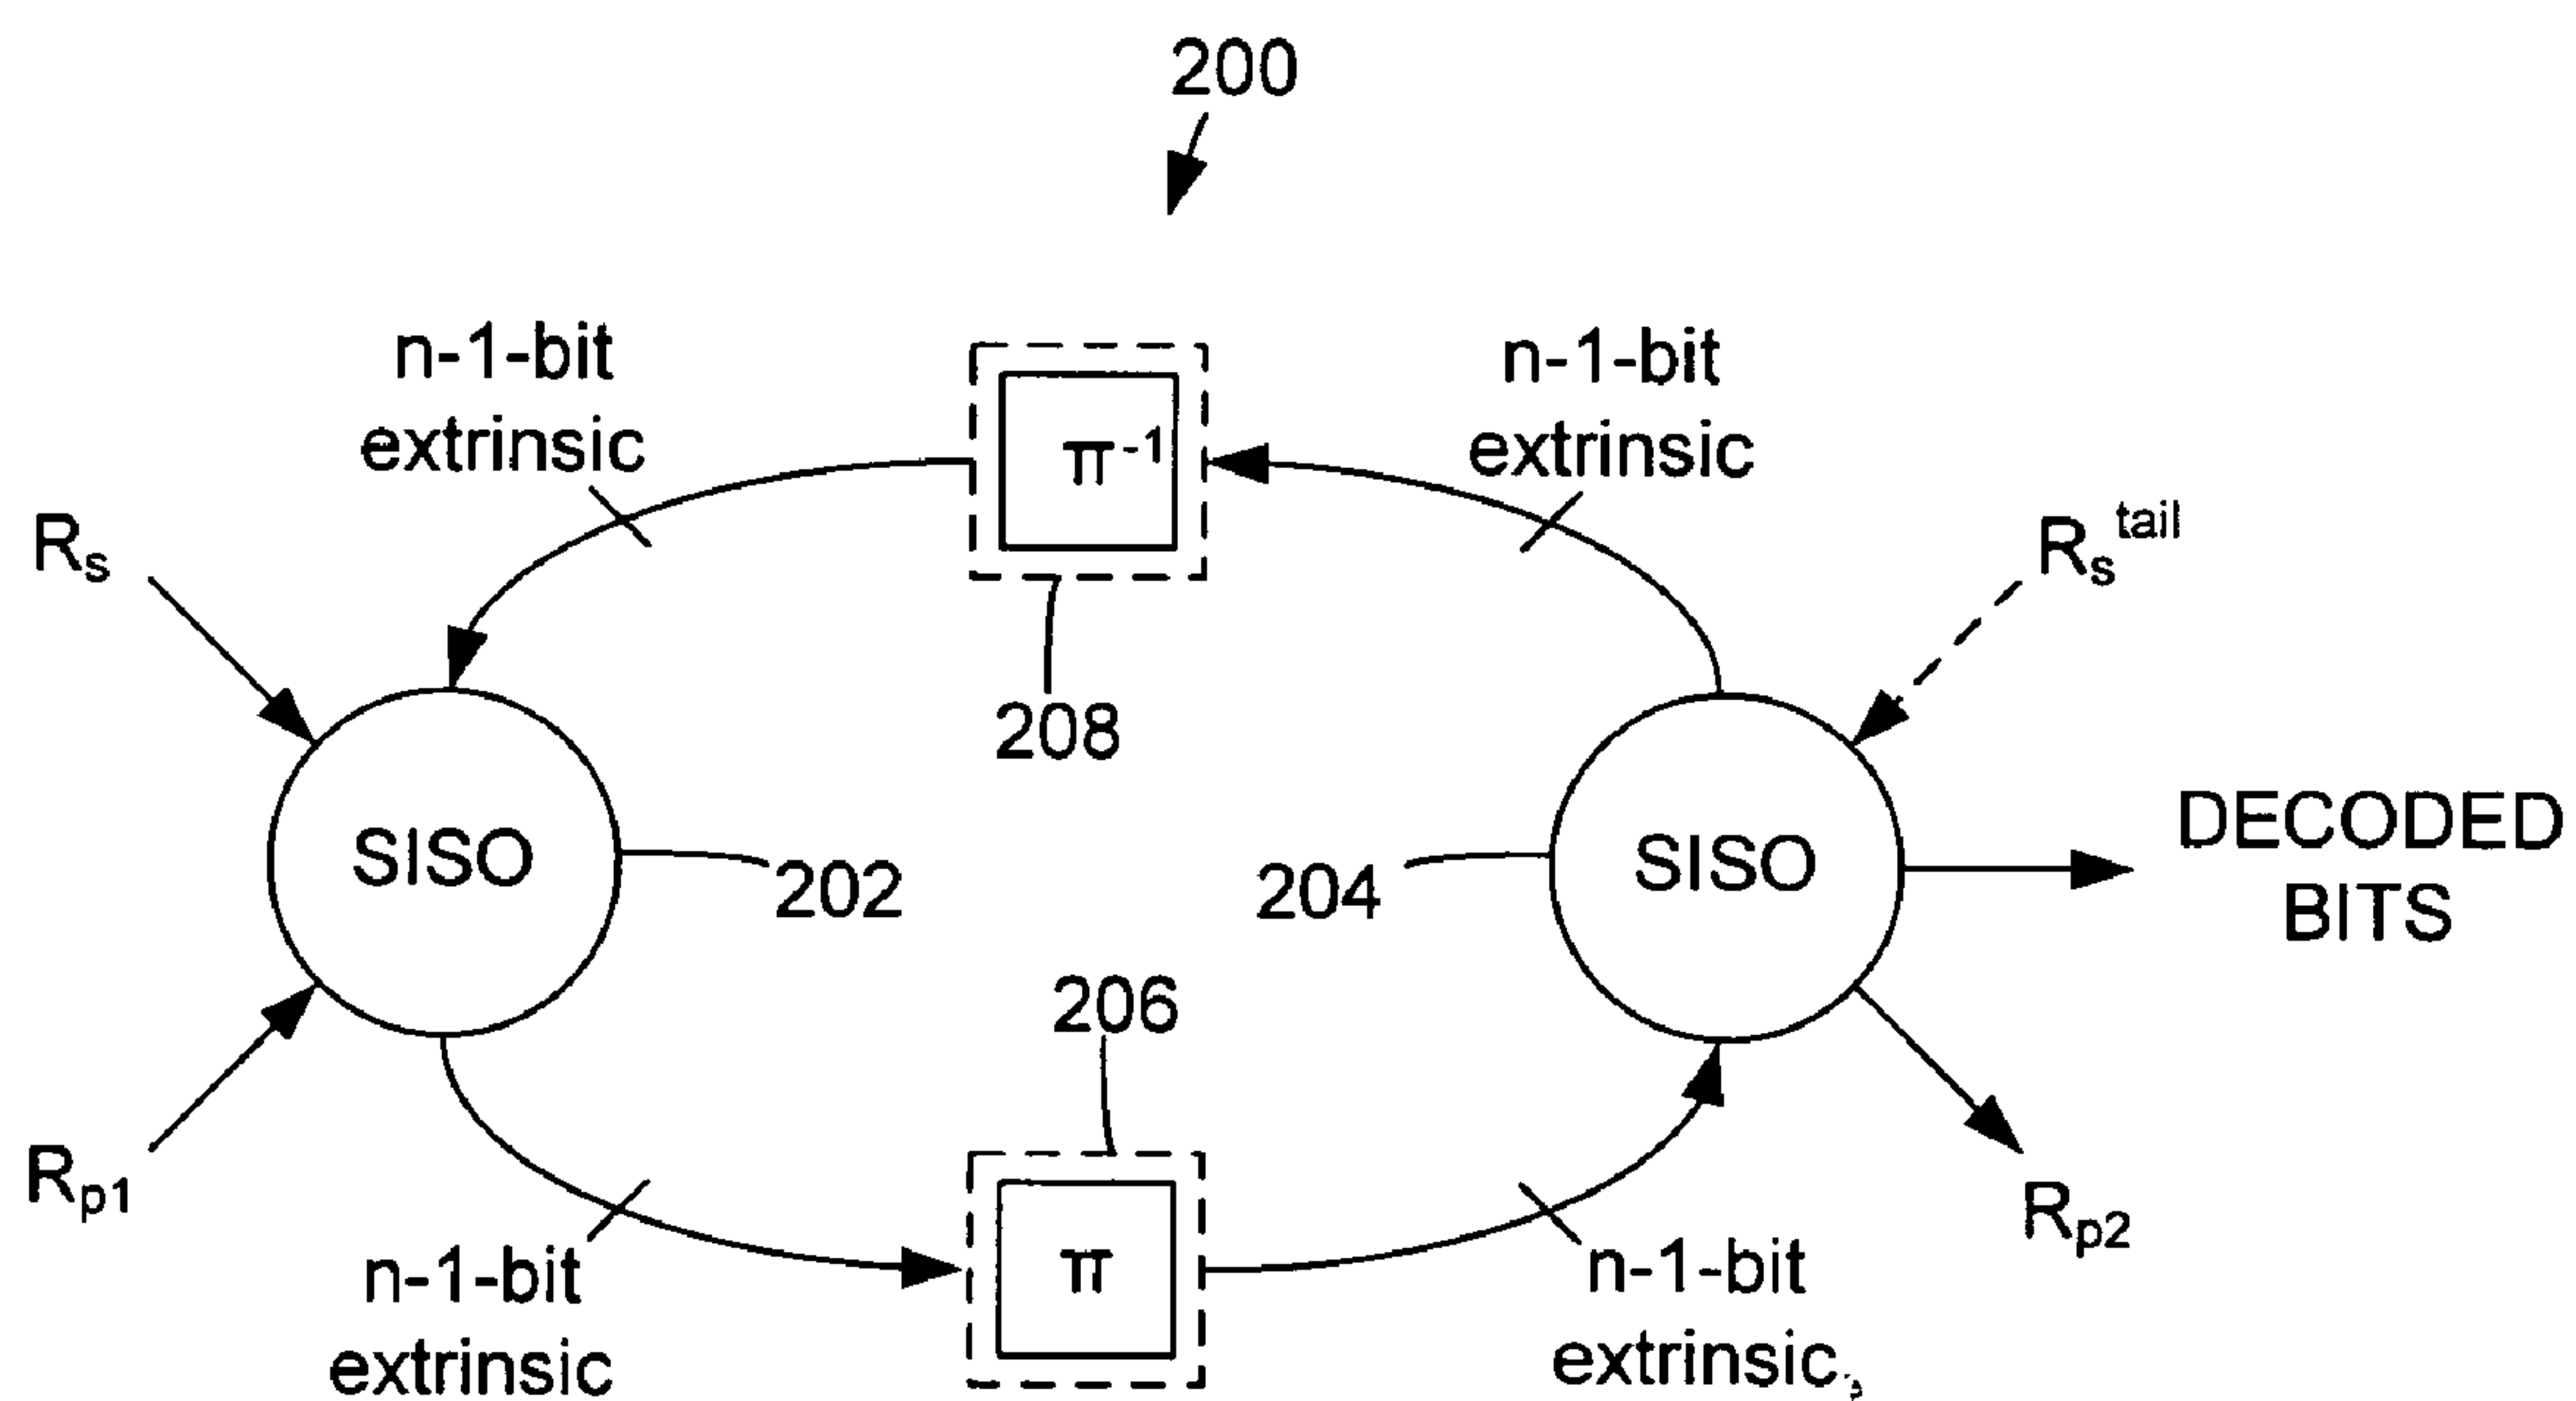 200
n-1-bit
extrinsic
π⁻¹
n-1-bit
extrinsic
Rₛ
Rₛ^tail
208
SISO
202
204
SISO
DECODED
BITS
206
Rₚ₁
n-1-bit
extrinsic
π
n-1-bit
extrinsic
Rₚ₂